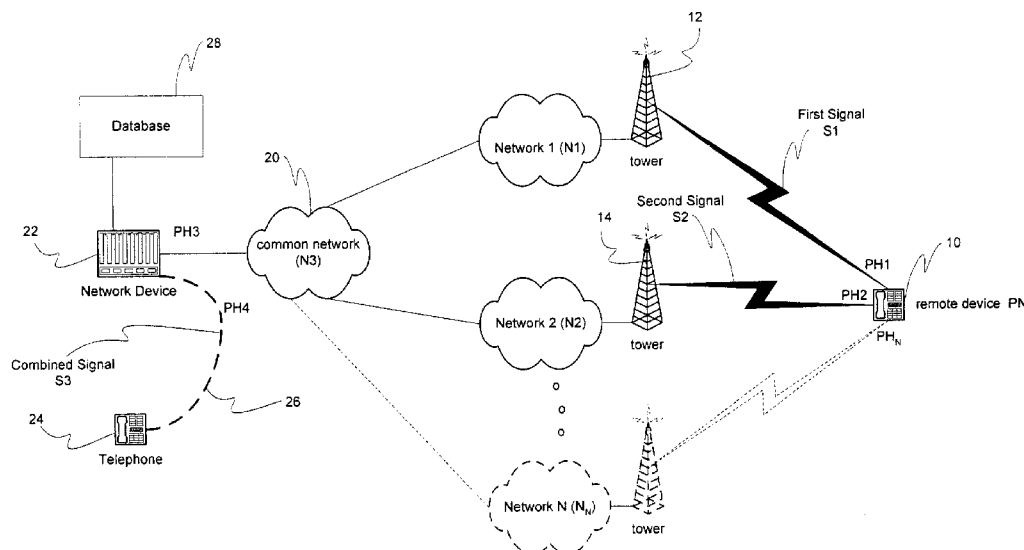 28
Database
12
First Signal
S1
Network 1 (N1)
tower
20
Second Signal
S2
22
PH3
common network
(N3)
14
PH1
10
Network Device
PH2
remote device PN
PH4
PHN
Network 2 (N2)
tower
Combined Signal
S3
26
24
Telephone
Network N (NN)
tower